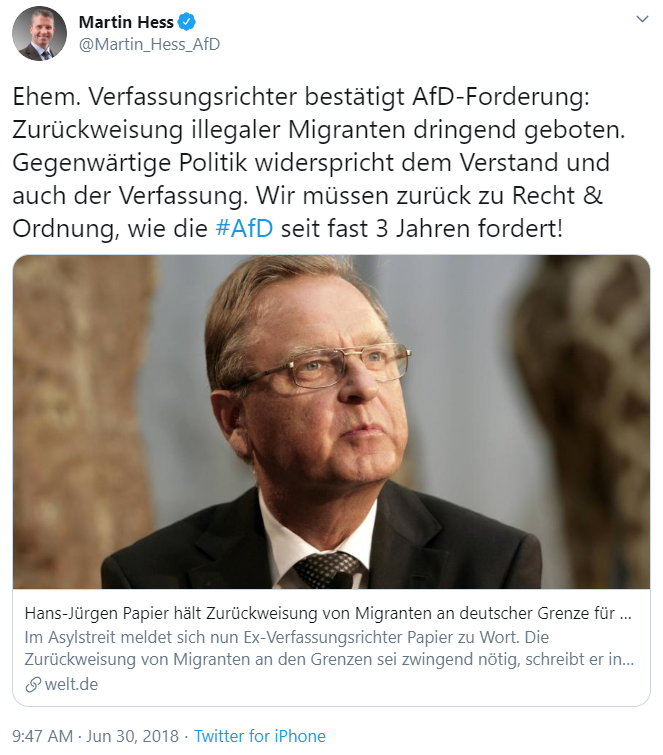 Martin Hess
@Martin_Hess_AfD
Ehem. Verfassungsrichter bestätigt AfD-Forderung:
Zurückweisung illegaler Migranten dringend geboten.
Gegenwärtige Politik widerspricht dem Verstand und
auch der Verfassung. Wir müssen zurück zu Recht &
Ordnung, wie die #AfD seit fast 3 Jahren fordert!
Hans-Jürgen Papier hält Zurückweisung von Migranten an deutscher Grenze für ...
Im Asylstreit meldet sich nun Ex-Verfassungsrichter Papier zu Wort. Die
Zurückweisung von Migranten an den Grenzen sei zwingend nötig, schreibt er in...
welt.de
9:47 AM · Jun 30, 2018 · Twitter for iPhone